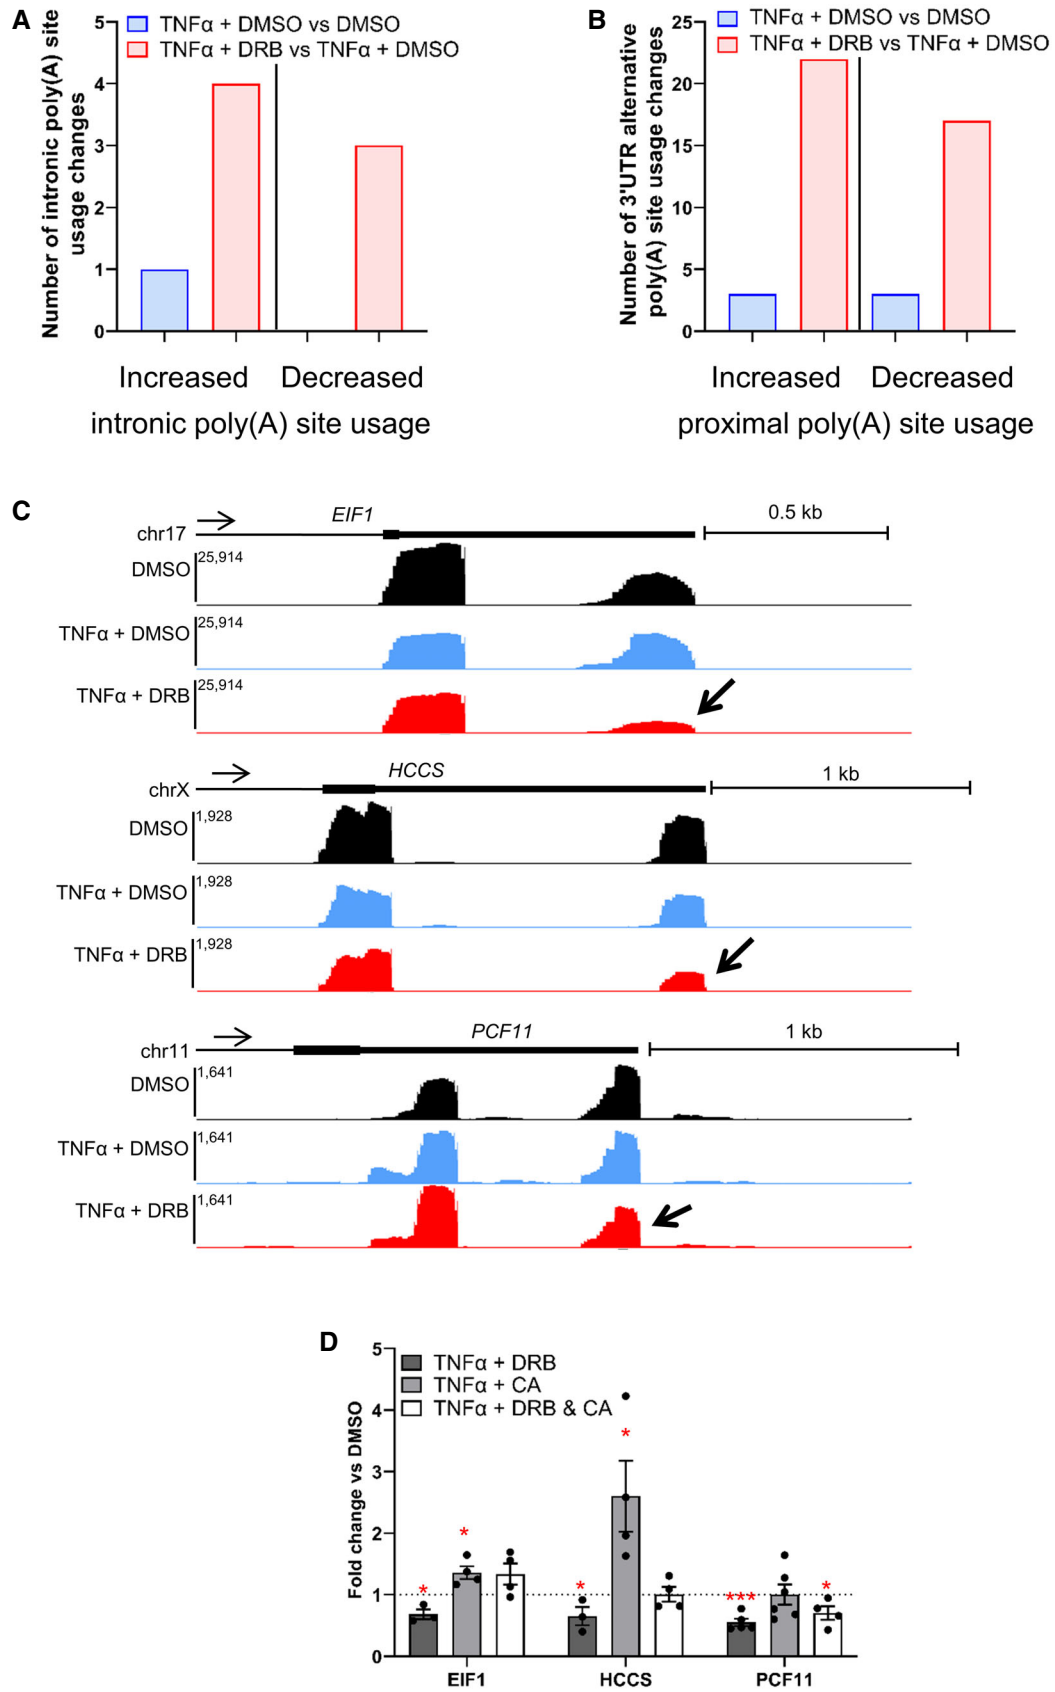 A
Number of intronic poly(A) site
usage changes
5
4
3
2
1
0
TNFα + DMSO vs DMSO
TNFα + DRB vs TNFα + DMSO
Increased Decreased
intronic poly(A) site usage
B
Number of 3'UTR alternative
poly(A) site usage changes
25
20
15
10
5
0
TNFα + DMSO vs DMSO
TNFα + DRB vs TNFα + DMSO
Increased Decreased
proximal poly(A) site usage
C
EIF1
0.5 kb
chr17
25,914
DMSO
25,914
TNFα + DMSO
25,914
TNFα + DRB
HCCS
1 kb
chrX
1,928
DMSO
1,928
TNFα + DMSO
1,928
TNFα + DRB
PCF11
1 kb
chr11
1,641
DMSO
1,641
TNFα + DMSO
1,641
TNFα + DRB
D
Fold change vs DMSO
5
4
3
2
1
0
TNFα + DRB
TNFα + CA
TNFα + DRB & CA
* * * * *** *
EIF1 HCCS PCF11